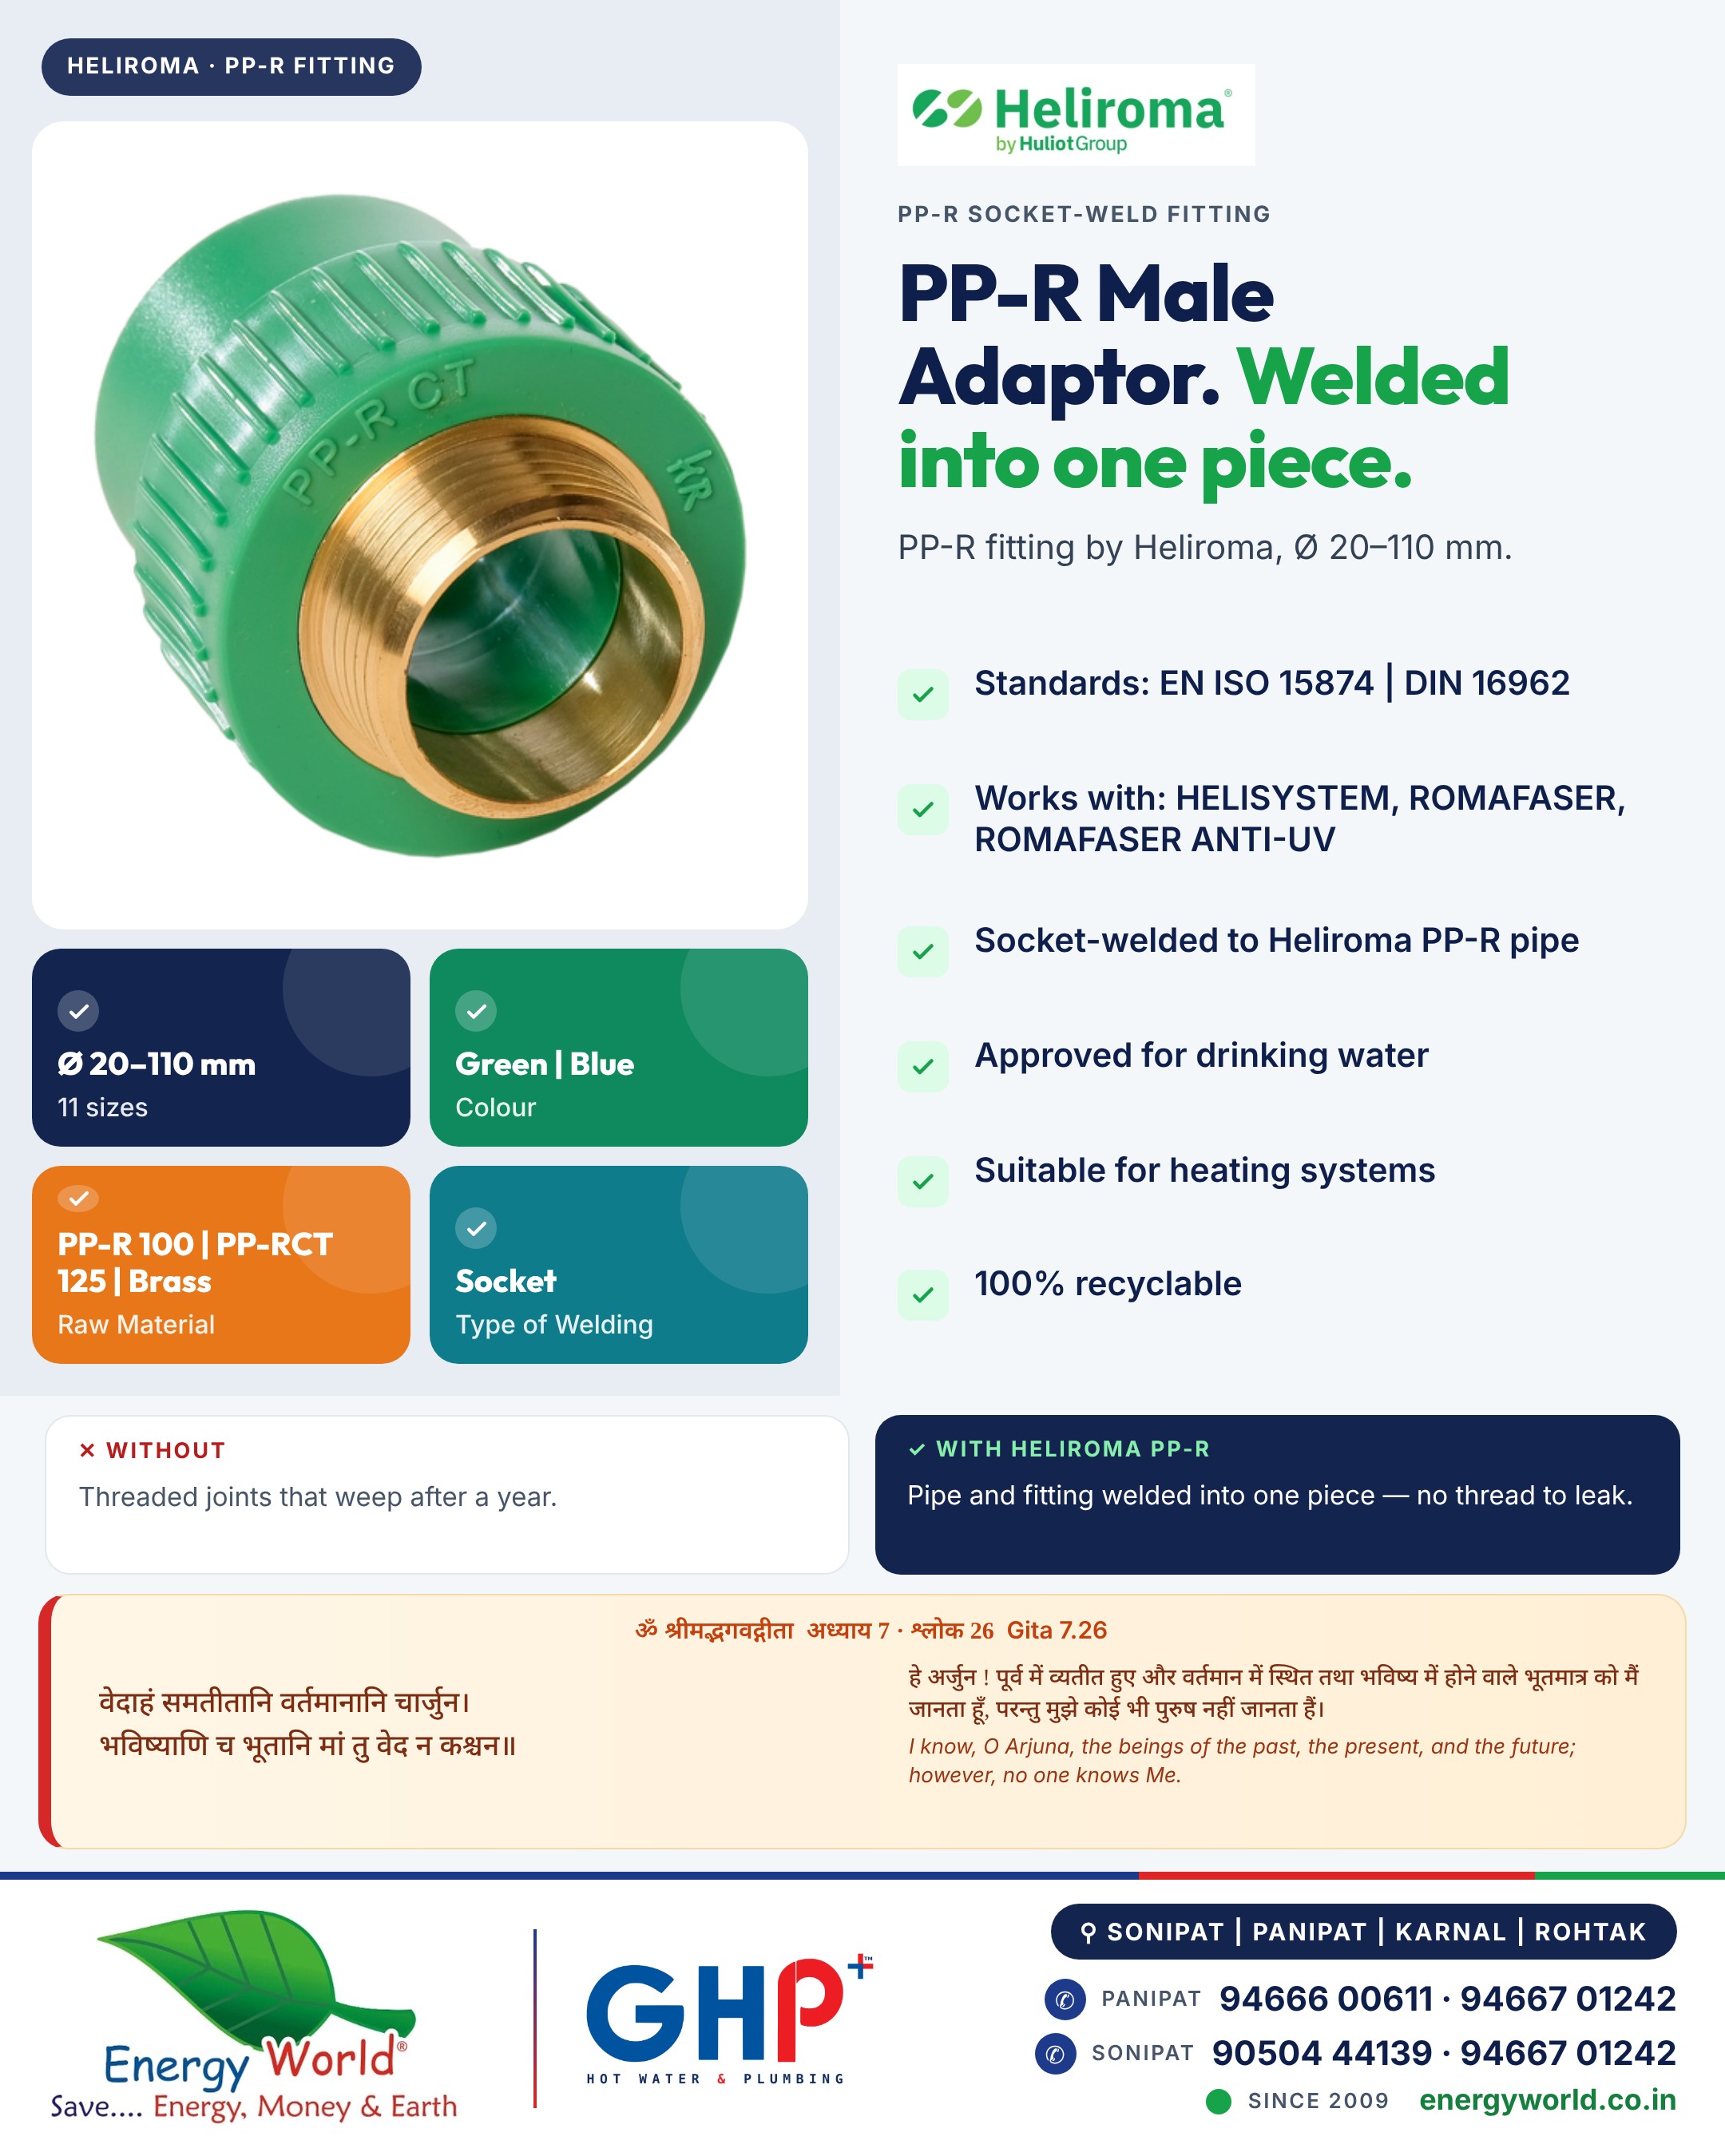 HELIROMA · PP-R FITTING
PP-R CT
KR
Ø 20–110 mm
11 sizes
Green | Blue
Colour
PP-R 100 | PP-RCT
125 | Brass
Raw Material
Socket
Type of Welding
Heliroma®
by HuliotGroup
PP-R SOCKET-WELD FITTING
PP-R Male
Adaptor. Welded
into one piece.
PP-R fitting by Heliroma, Ø 20–110 mm.
Standards: EN ISO 15874 | DIN 16962
Works with: HELISYSTEM, ROMAFASER,
ROMAFASER ANTI-UV
Socket-welded to Heliroma PP-R pipe
Approved for drinking water
Suitable for heating systems
100% recyclable
✕ WITHOUT
Threaded joints that weep after a year.
✓ WITH HELIROMA PP-R
Pipe and fitting welded into one piece — no thread to leak.
ॐ श्रीमद्भगवद्गीता अध्याय 7 · श्लोक 26 Gita 7.26
वेदाहं समतीतानि वर्तमानानि चार्जुन।
भविष्याणि च भूतानि मां तु वेद न कश्चन॥
हे अर्जुन ! पूर्व में व्यतीत हुए और वर्तमान में स्थित तथा भविष्य में होने वाले भूतमात्र को मैं
जानता हूँ, परन्तु मुझे कोई भी पुरुष नहीं जानता हैं।
I know, O Arjuna, the beings of the past, the present, and the future;
however, no one knows Me.
Energy World®
Save.... Energy, Money & Earth
GHP+™
HOT WATER & PLUMBING
SONIPAT | PANIPAT | KARNAL | ROHTAK
PANIPAT 94666 00611 · 94667 01242
SONIPAT 90504 44139 · 94667 01242
SINCE 2009 energyworld.co.in